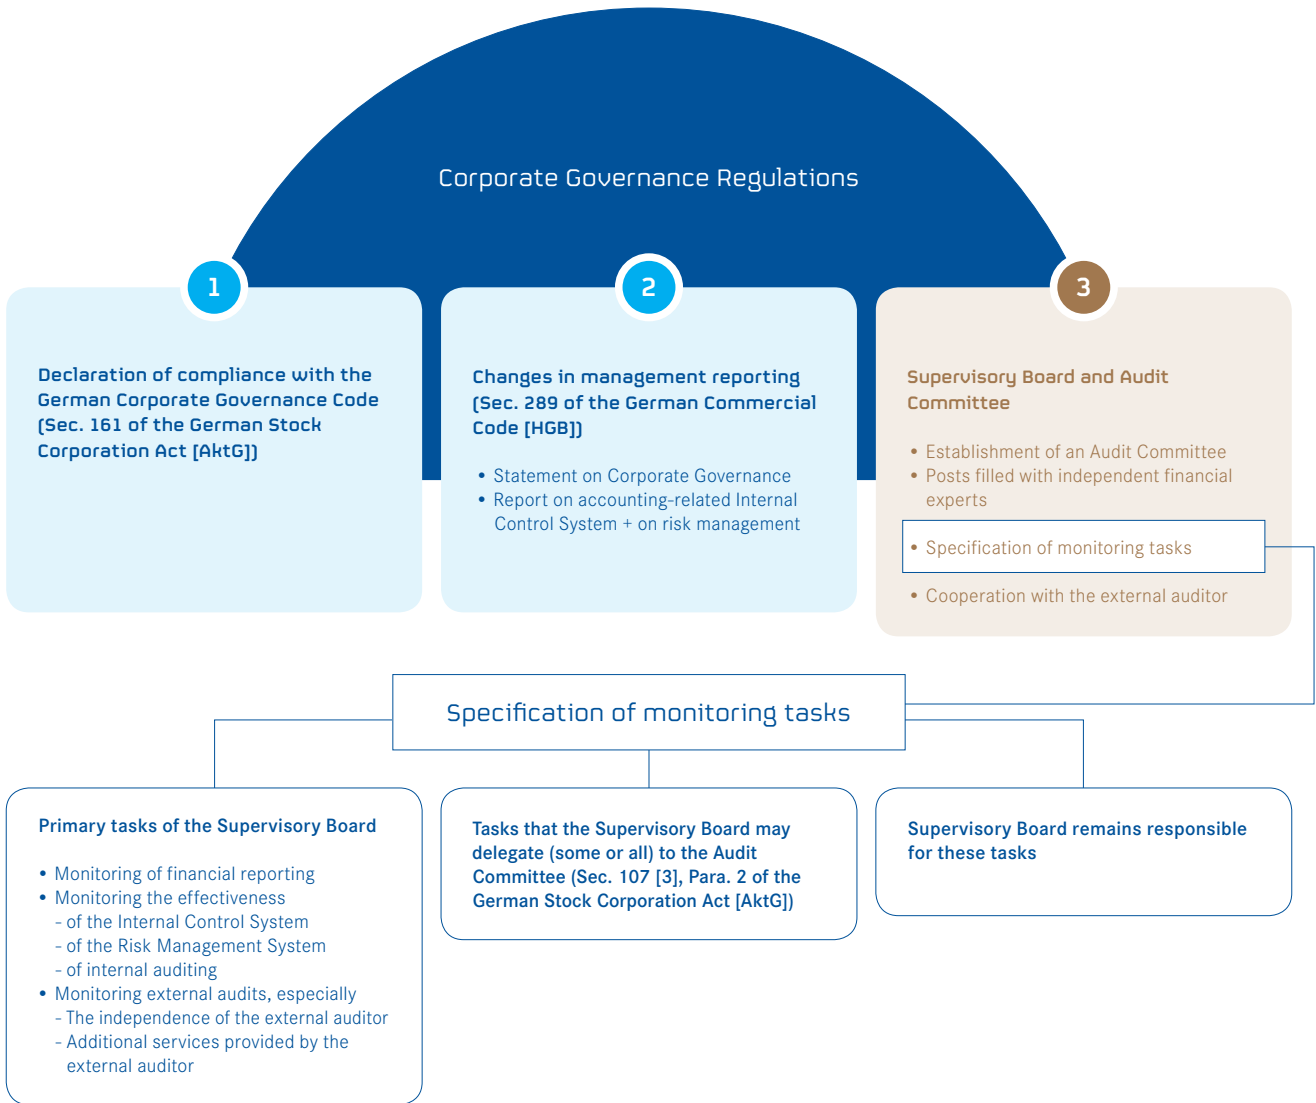 Corporate Governance Regulations
1
Declaration of compliance with the
German Corporate Governance Code
(Sec. 161 of the German Stock
Corporation Act [AktG])
2
Changes in management reporting
(Sec. 289 of the German Commercial
Code [HGB])
• Statement on Corporate Governance
• Report on accounting-related Internal
Control System + on risk management
3
Supervisory Board and Audit
Committee
• Establishment of an Audit Committee
• Posts filled with independent financial
experts
• Specification of monitoring tasks
• Cooperation with the external auditor
Specification of monitoring tasks
Primary tasks of the Supervisory Board
• Monitoring of financial reporting
• Monitoring the effectiveness
- of the Internal Control System
- of the Risk Management System
- of internal auditing
• Monitoring external audits, especially
- The independence of the external auditor
- Additional services provided by the
external auditor
Tasks that the Supervisory Board may
delegate (some or all) to the Audit
Committee (Sec. 107 [3], Para. 2 of the
German Stock Corporation Act [AktG])
Supervisory Board remains responsible
for these tasks